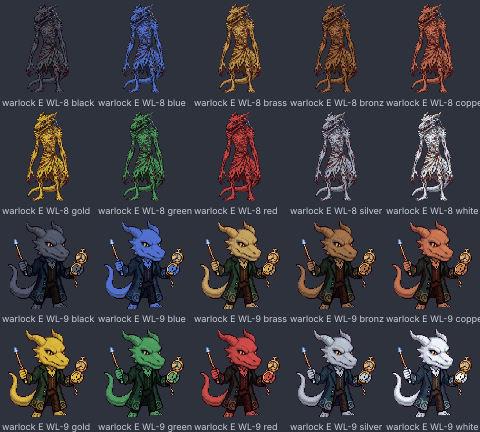 warlock E WL-8 black
warlock E WL-8 blue
warlock E WL-8 brass
warlock E WL-8 bronz
warlock E WL-8 coppe
warlock E WL-8 gold
warlock E WL-8 green
warlock E WL-8 red
warlock E WL-8 silver
warlock E WL-8 white
warlock E WL-9 black
warlock E WL-9 blue
warlock E WL-9 brass
warlock E WL-9 bronz
warlock E WL-9 coppe
warlock E WL-9 gold
warlock E WL-9 green
warlock E WL-9 red
warlock E WL-9 silver
warlock E WL-9 white